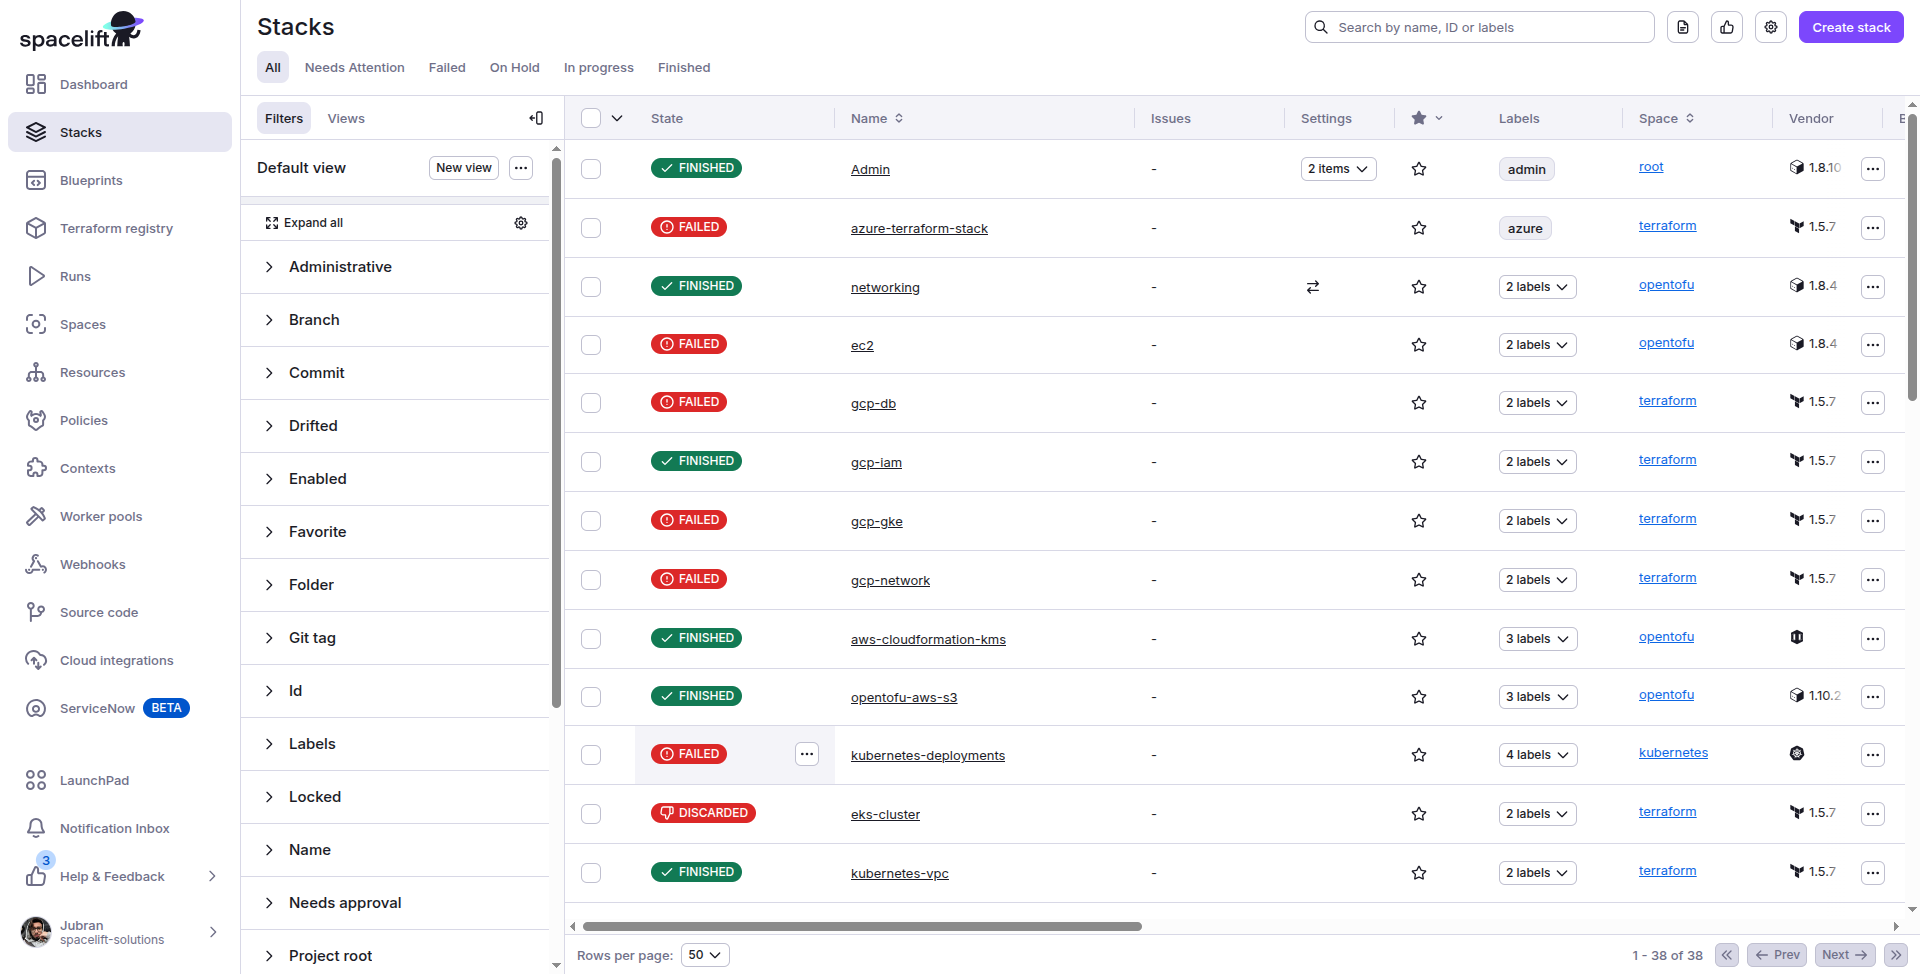 spacelift
Dashboard
Stacks
Blueprints
Terraform registry
Runs
Spaces
Resources
Policies
Contexts
Worker pools
Webhooks
Source code
Cloud integrations
ServiceNow BETA
LaunchPad
Notification Inbox
3
Help & Feedback
Jubran
spacelift-solutions
Stacks
Search by name, ID or labels
Create stack
All Needs Attention Failed On Hold In progress Finished
Filters Views
Default view New view
Expand all
Administrative
Branch
Commit
Drifted
Enabled
Favorite
Folder
Git tag
Id
Labels
Locked
Name
Needs approval
Project root
State Name Issues Settings Labels Space Vendor
FINISHED Admin - 2 items admin root 1.8.10
FAILED azure-terraform-stack - azure terraform 1.5.7
FINISHED networking - 2 labels opentofu 1.8.4
FAILED ec2 - 2 labels opentofu 1.8.4
FAILED gcp-db - 2 labels terraform 1.5.7
FINISHED gcp-iam - 2 labels terraform 1.5.7
FAILED gcp-gke - 2 labels terraform 1.5.7
FAILED gcp-network - 2 labels terraform 1.5.7
FINISHED aws-cloudformation-kms - 3 labels opentofu
FINISHED opentofu-aws-s3 - 3 labels opentofu 1.10.2
FAILED kubernetes-deployments - 4 labels kubernetes
DISCARDED eks-cluster - 2 labels terraform 1.5.7
FINISHED kubernetes-vpc - 2 labels terraform 1.5.7
Rows per page: 50 1 - 38 of 38 Prev Next